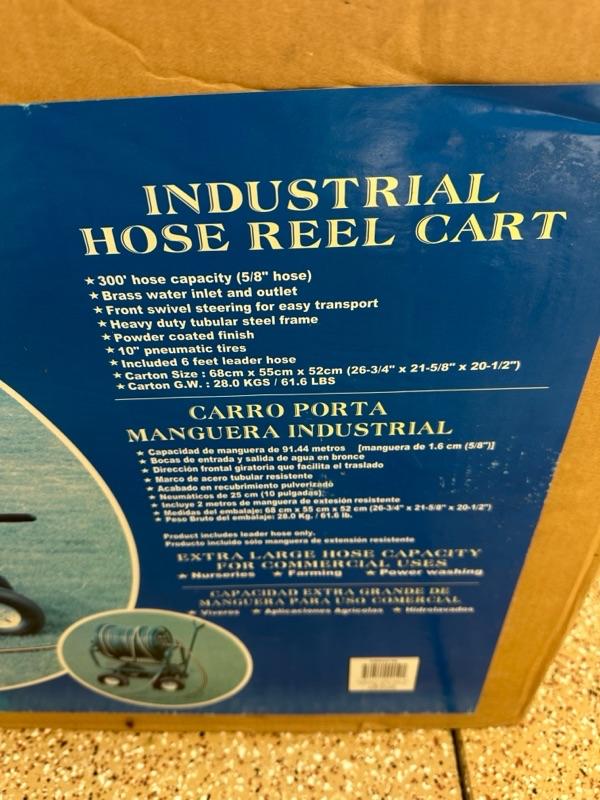 INDUSTRIAL
HOSE REEL CART
★ 300' hose capacity (5/8" hose)
★ Brass water inlet and outlet
★ Front swivel steering for easy transport
★ Heavy duty tubular steel frame
★ Powder coated finish
★ 10" pneumatic tires
★ Included 6 feet leader hose
★ Carton Size : 68cm x 55cm x 52cm (26-3/4" x 21-5/8" x 20-1/2")
★ Carton G.W. : 28.0 KGS / 61.6 LBS
CARRO PORTA
MANGUERA INDUSTRIAL
★ Capacidad de manguera de 91.44 metros [manguera de 1.6 cm (5/8")]
★ Bocas de entrada y salida de agua en bronce
★ Dirección frontal giratoria que facilita el traslado
★ Marco de acero tubular resistente
★ Acabado en recubrimiento pulverizado
★ Neumáticos de 25 cm (10 pulgadas)
★ Incluye 2 metros de manguera de extesión resistente
★ Medidas del embalaje: 68 cm x 55 cm x 52 cm (26-3/4" x 21-5/8" x 20-1/2")
★ Peso Bruto del embalaje: 28.0 Kg. / 61.6 lb.
Product includes leader hose only.
Producto incluido sólo manguera de extensión resistente
EXTRA LARGE HOSE CAPACITY
FOR COMMERCIAL USES
★ Nurseries ★ Farming ★ Power washing
CAPACIDAD EXTRA GRANDE DE
MANGUERA PARA USO COMERCIAL
★ Viveros ★ Aplicaciones Agrícolas ★ Hidrolavados